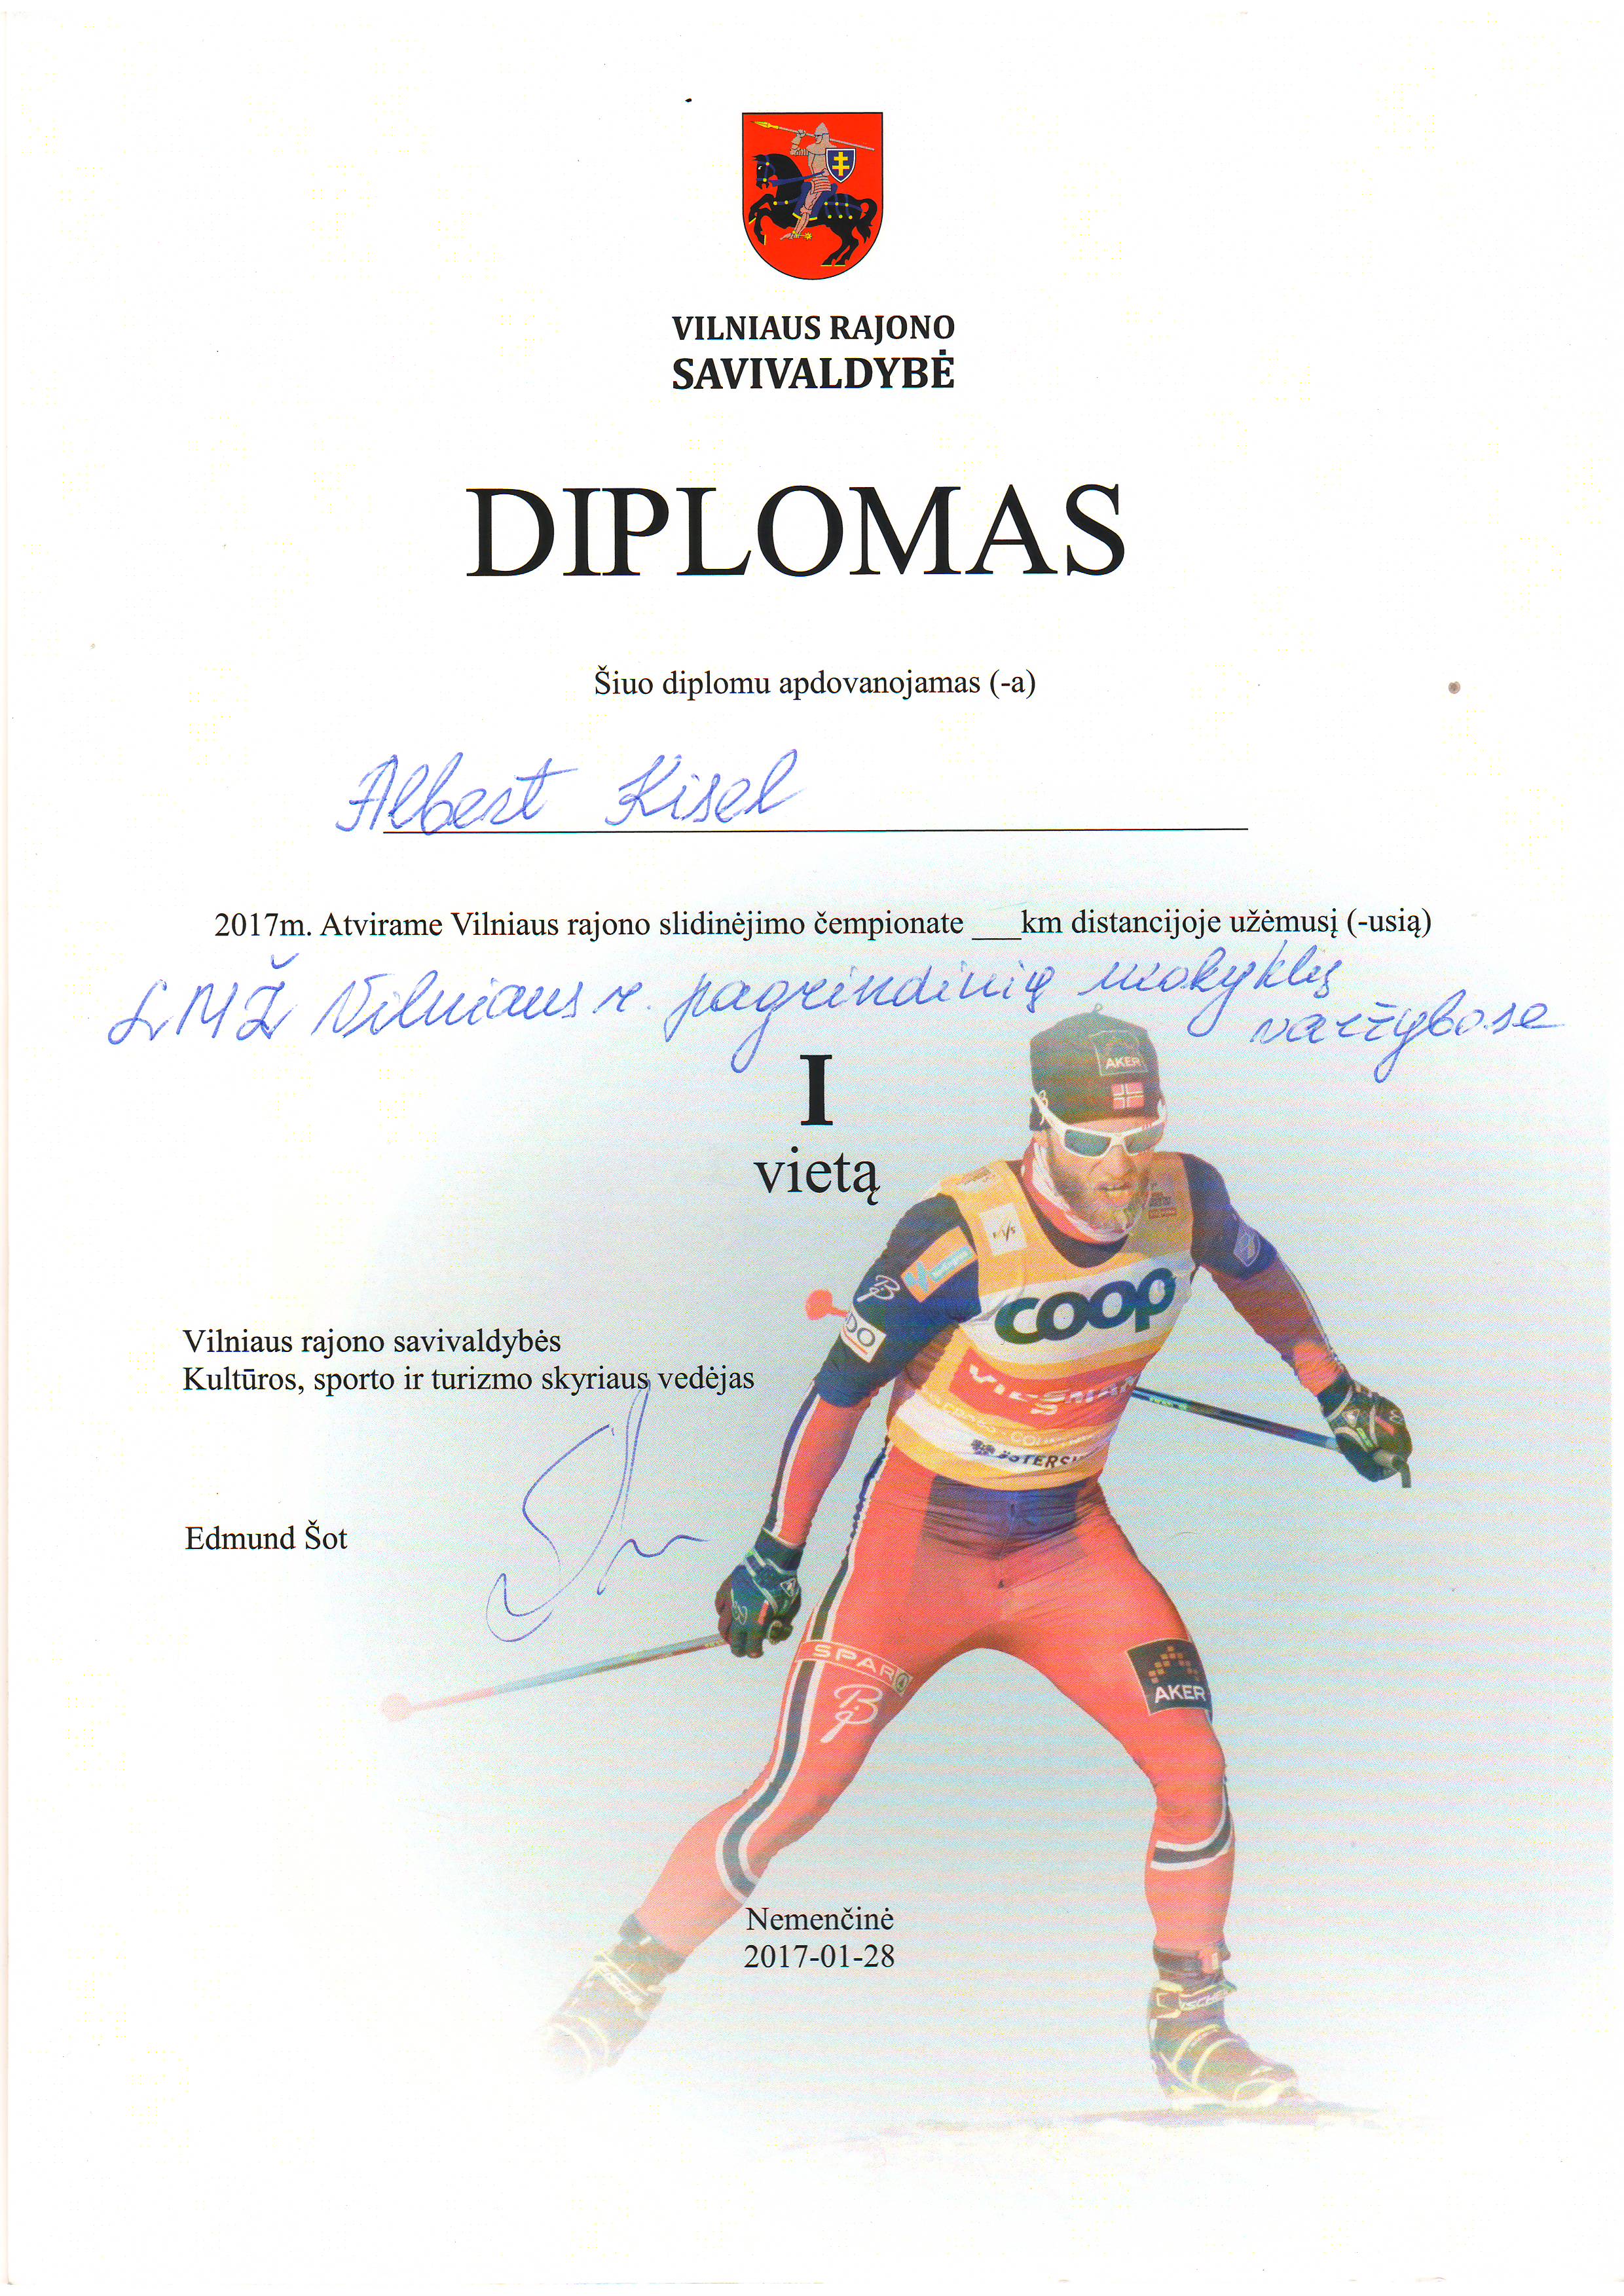 VILNIAUS RAJONO
SAVIVALDYBĖ
DIPLOMAS
Šiuo diplomu apdovanojamas (-a)
Albert Kisel
2017m. Atvirame Vilniaus rajono slidinėjimo čempionate ___km distancijoje užėmusį (-usią)
LMŽ Vilniaus r. pagrindinių mokyklų
varžybose
I
vietą
AKER
coop
VIESSMAN
Vilniaus rajono savivaldybės
Kultūros, sporto ir turizmo skyriaus vedėjas
Edmund Šot
SPAR
AKER
Nemenčinė
2017-01-28